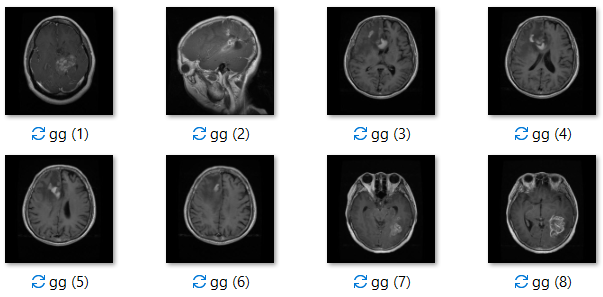 gg (1)
gg (2)
gg (3)
gg (4)
gg (5)
gg (6)
gg (7)
gg (8)